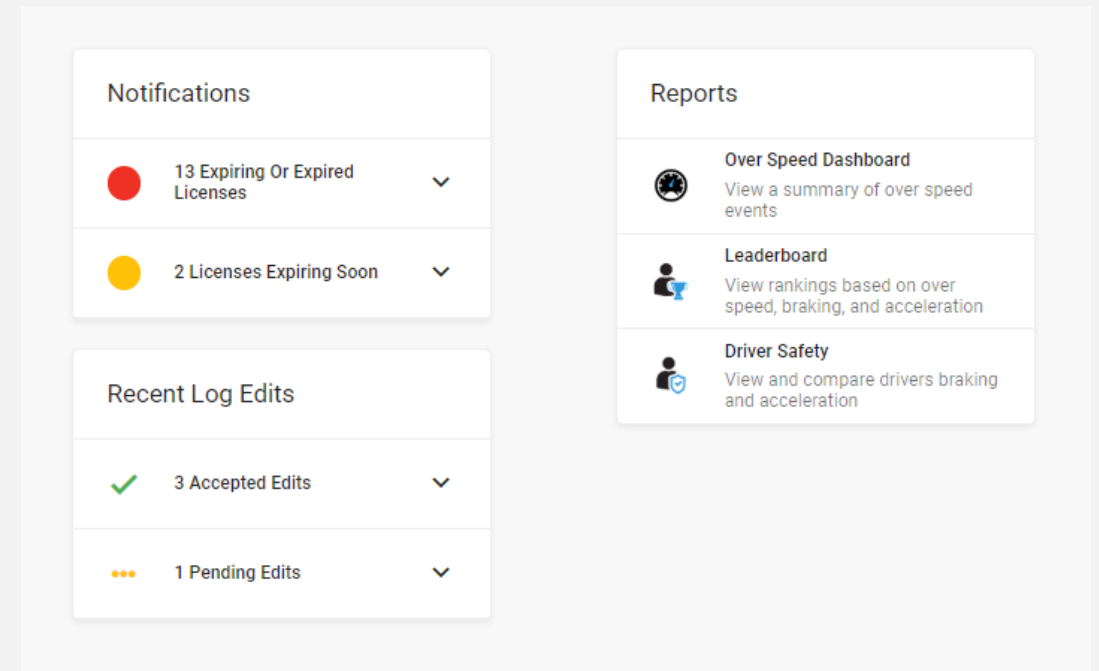 Notifications
13 Expiring Or Expired
Licenses
2 Licenses Expiring Soon
Recent Log Edits
3 Accepted Edits
1 Pending Edits
Reports
Over Speed Dashboard
View a summary of over speed
events
Leaderboard
View rankings based on over
speed, braking, and acceleration
Driver Safety
View and compare drivers braking
and acceleration